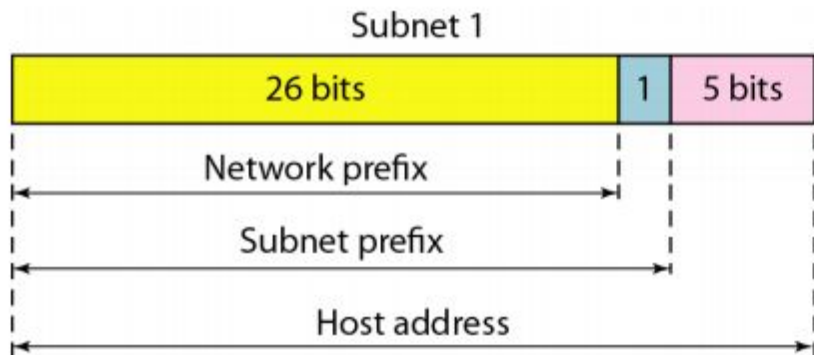 Subnet 1
26 bits 1 5 bits
Network prefix
Subnet prefix
Host address